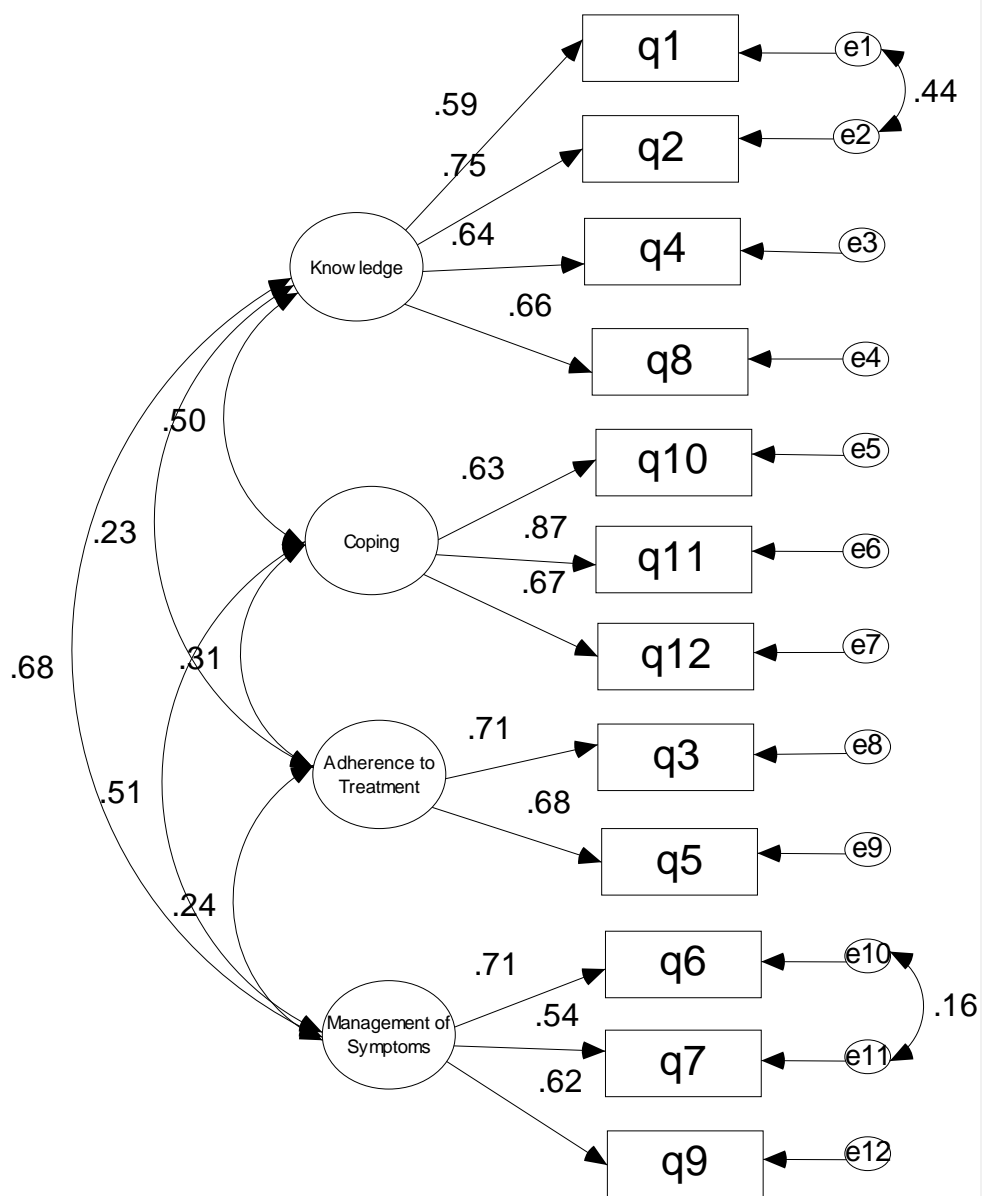 q1
e1
.44
.59
q2
e2
.75
.64
q4
e3
Knowledge
.66
q8
e4
.50
.63
q10
e5
.23
Coping
.87
q11
e6
.67
q12
e7
.68
.31
.71
q3
e8
Adherence to
Treatment
.51
.68
q5
e9
.24
.71
q6
e10
.16
.54
Management of
Symptoms
q7
e11
.62
q9
e12